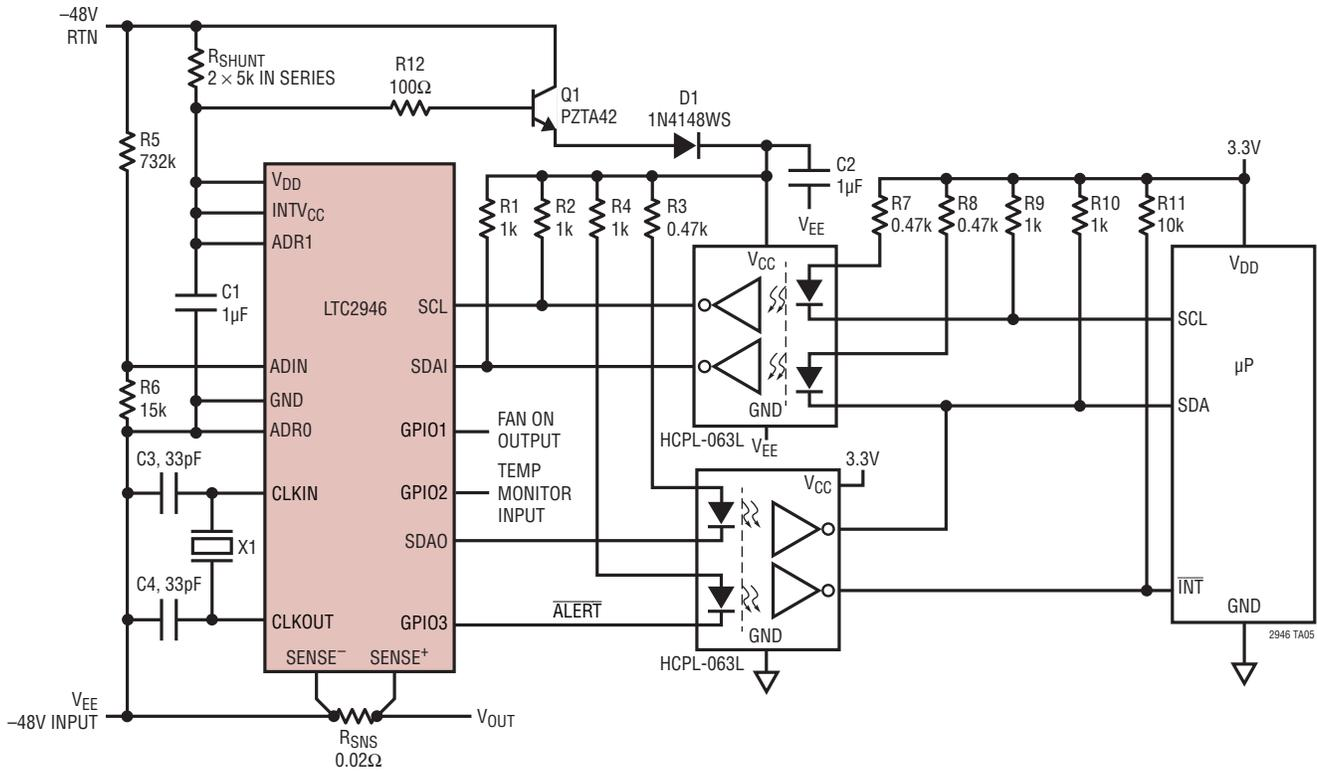 –48V
RTN
RSHUNT
2 × 5k IN SERIES
R12
100Ω
Q1
PZTA42
D1
1N4148WS
R5
732k
C2
1µF
VEE
3.3V
VDD
INTVCC
ADR1
R1
1k
R2
1k
R4
1k
R3
0.47k
R7
0.47k
R8
0.47k
R9
1k
R10
1k
R11
10k
VCC
VDD
C1
1µF
LTC2946
SCL
SCL
µP
ADIN
SDAI
R6
15k
GND
ADR0
GPIO1
FAN ON
OUTPUT
GND
HCPL-063L
VEE
SDA
C3, 33pF
CLKIN
GPIO2
TEMP
MONITOR
INPUT
VCC
3.3V
X1
SDAO
C4, 33pF
CLKOUT
GPIO3
ALERT
GND
HCPL-063L
INT
GND
2946 TA05
SENSE–
SENSE+
VEE
–48V INPUT
VOUT
RSNS
0.02Ω